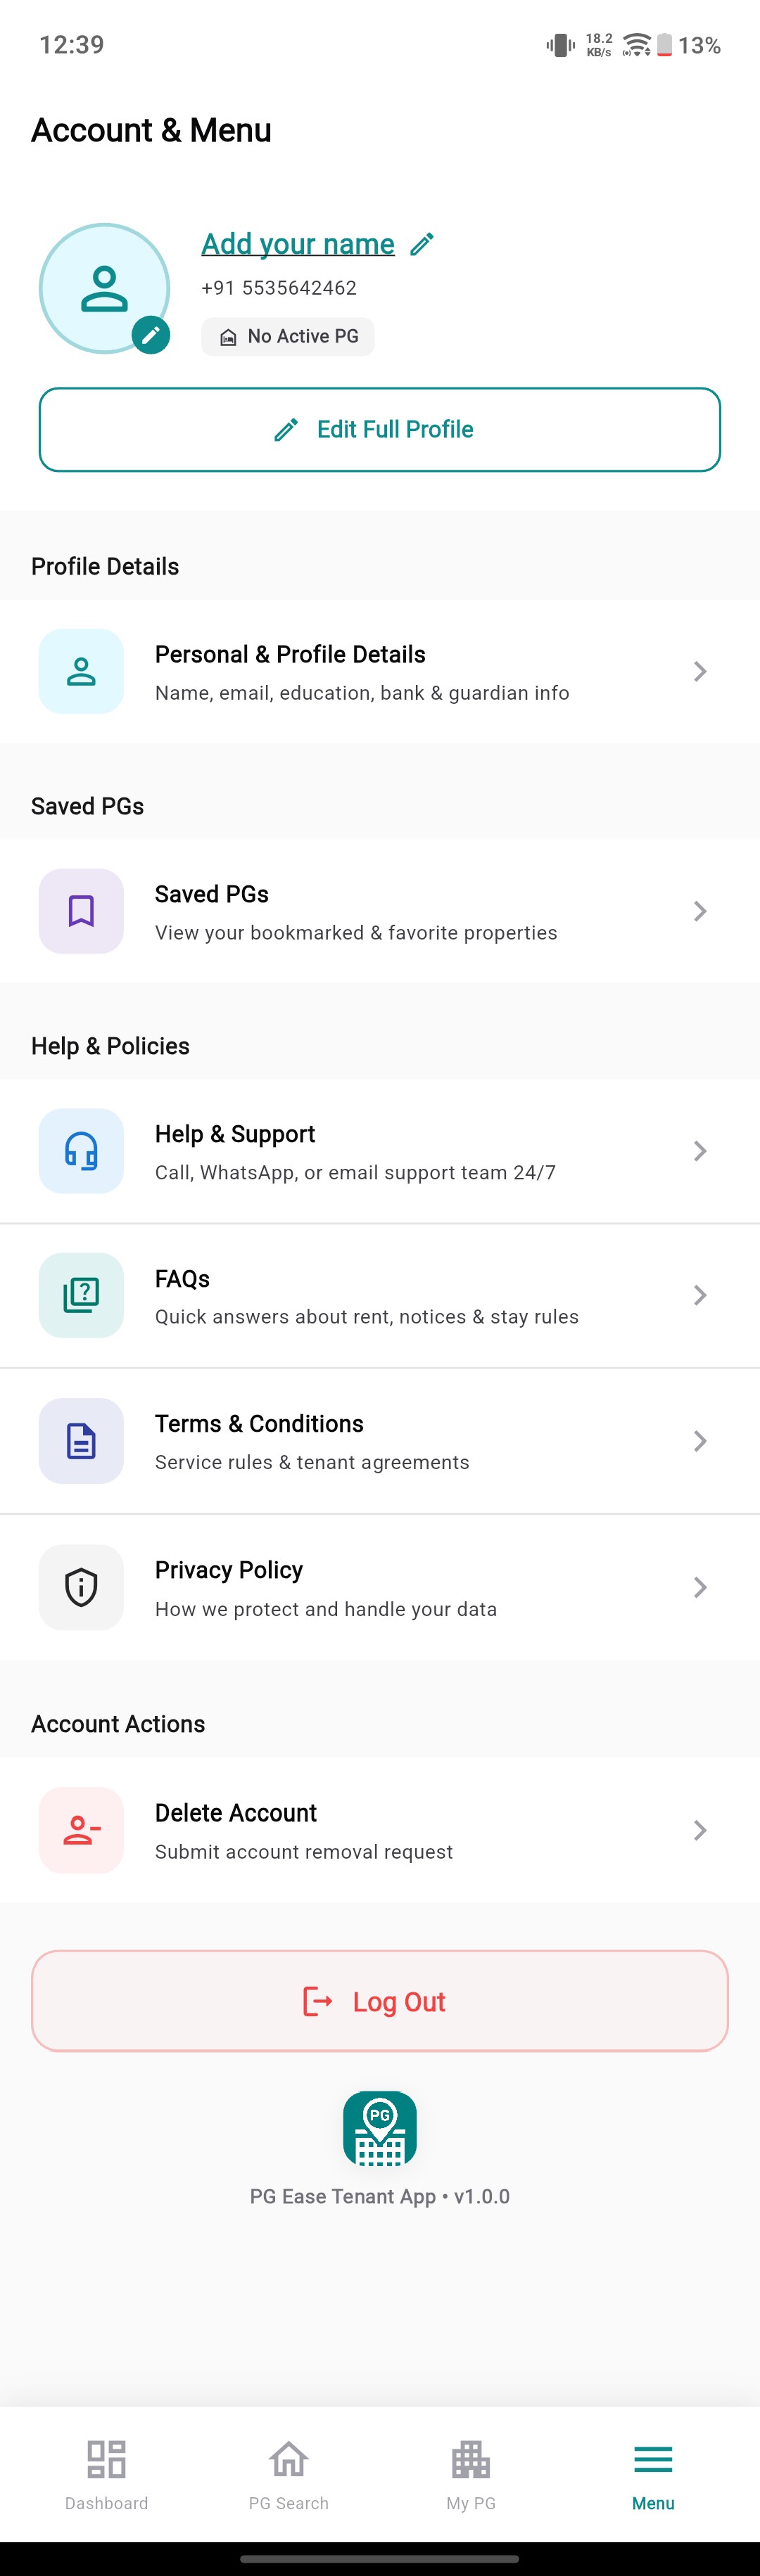 12:39
18.2
KB/s
13%
Account & Menu
Add your name
+91 5535642462
No Active PG
Edit Full Profile
Profile Details
Personal & Profile Details
Name, email, education, bank & guardian info
Saved PGs
Saved PGs
View your bookmarked & favorite properties
Help & Policies
Help & Support
Call, WhatsApp, or email support team 24/7
FAQs
Quick answers about rent, notices & stay rules
Terms & Conditions
Service rules & tenant agreements
Privacy Policy
How we protect and handle your data
Account Actions
Delete Account
Submit account removal request
Log Out
PG
PG Ease Tenant App • v1.0.0
Dashboard
PG Search
My PG
Menu